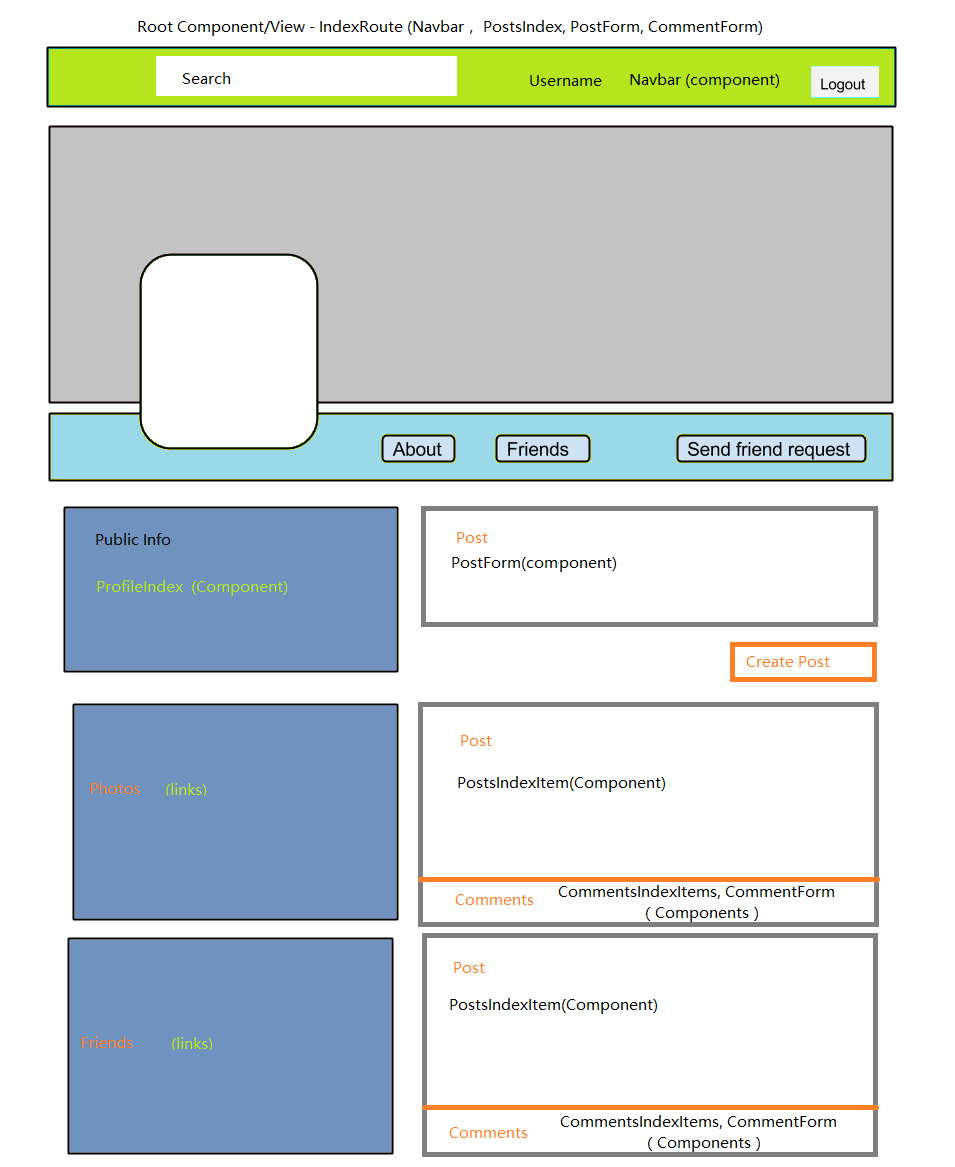 Root Component/View - IndexRoute (Navbar , PostsIndex, PostForm, CommentForm)
Search
Username
Navbar (component)
Logout
About
Friends
Send friend request
Public Info
ProfileIndex (Component)
Post
PostForm(component)
Create Post
Photos (links)
Post
PostsIndexItem(Component)
Comments
CommentsIndexItems, CommentForm
( Components )
Friends (links)
Post
PostsIndexItem(Component)
Comments
CommentsIndexItems, CommentForm
( Components )